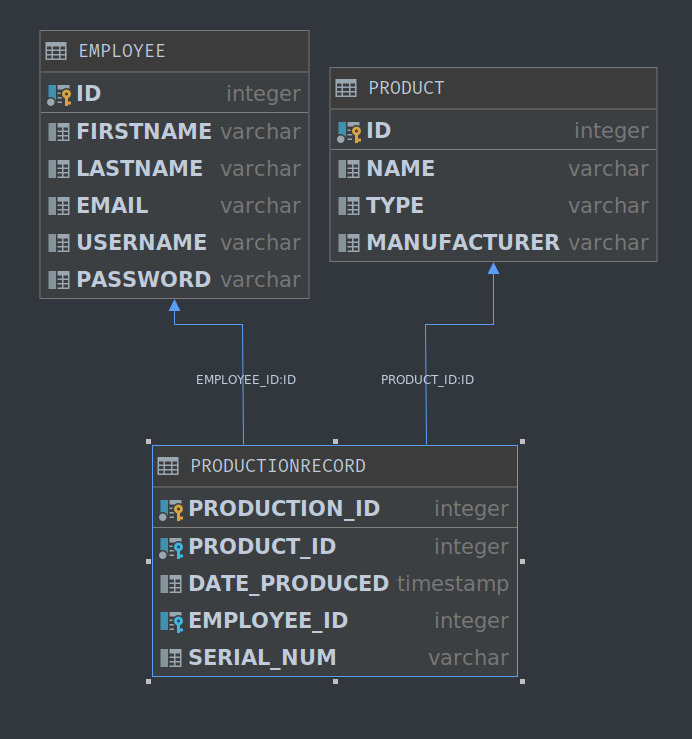 EMPLOYEE
ID integer
FIRSTNAME varchar
LASTNAME varchar
EMAIL varchar
USERNAME varchar
PASSWORD varchar
PRODUCT
ID integer
NAME varchar
TYPE varchar
MANUFACTURER varchar
EMPLOYEE_ID:ID
PRODUCT_ID:ID
PRODUCTIONRECORD
PRODUCTION_ID integer
PRODUCT_ID integer
DATE_PRODUCED timestamp
EMPLOYEE_ID integer
SERIAL_NUM varchar